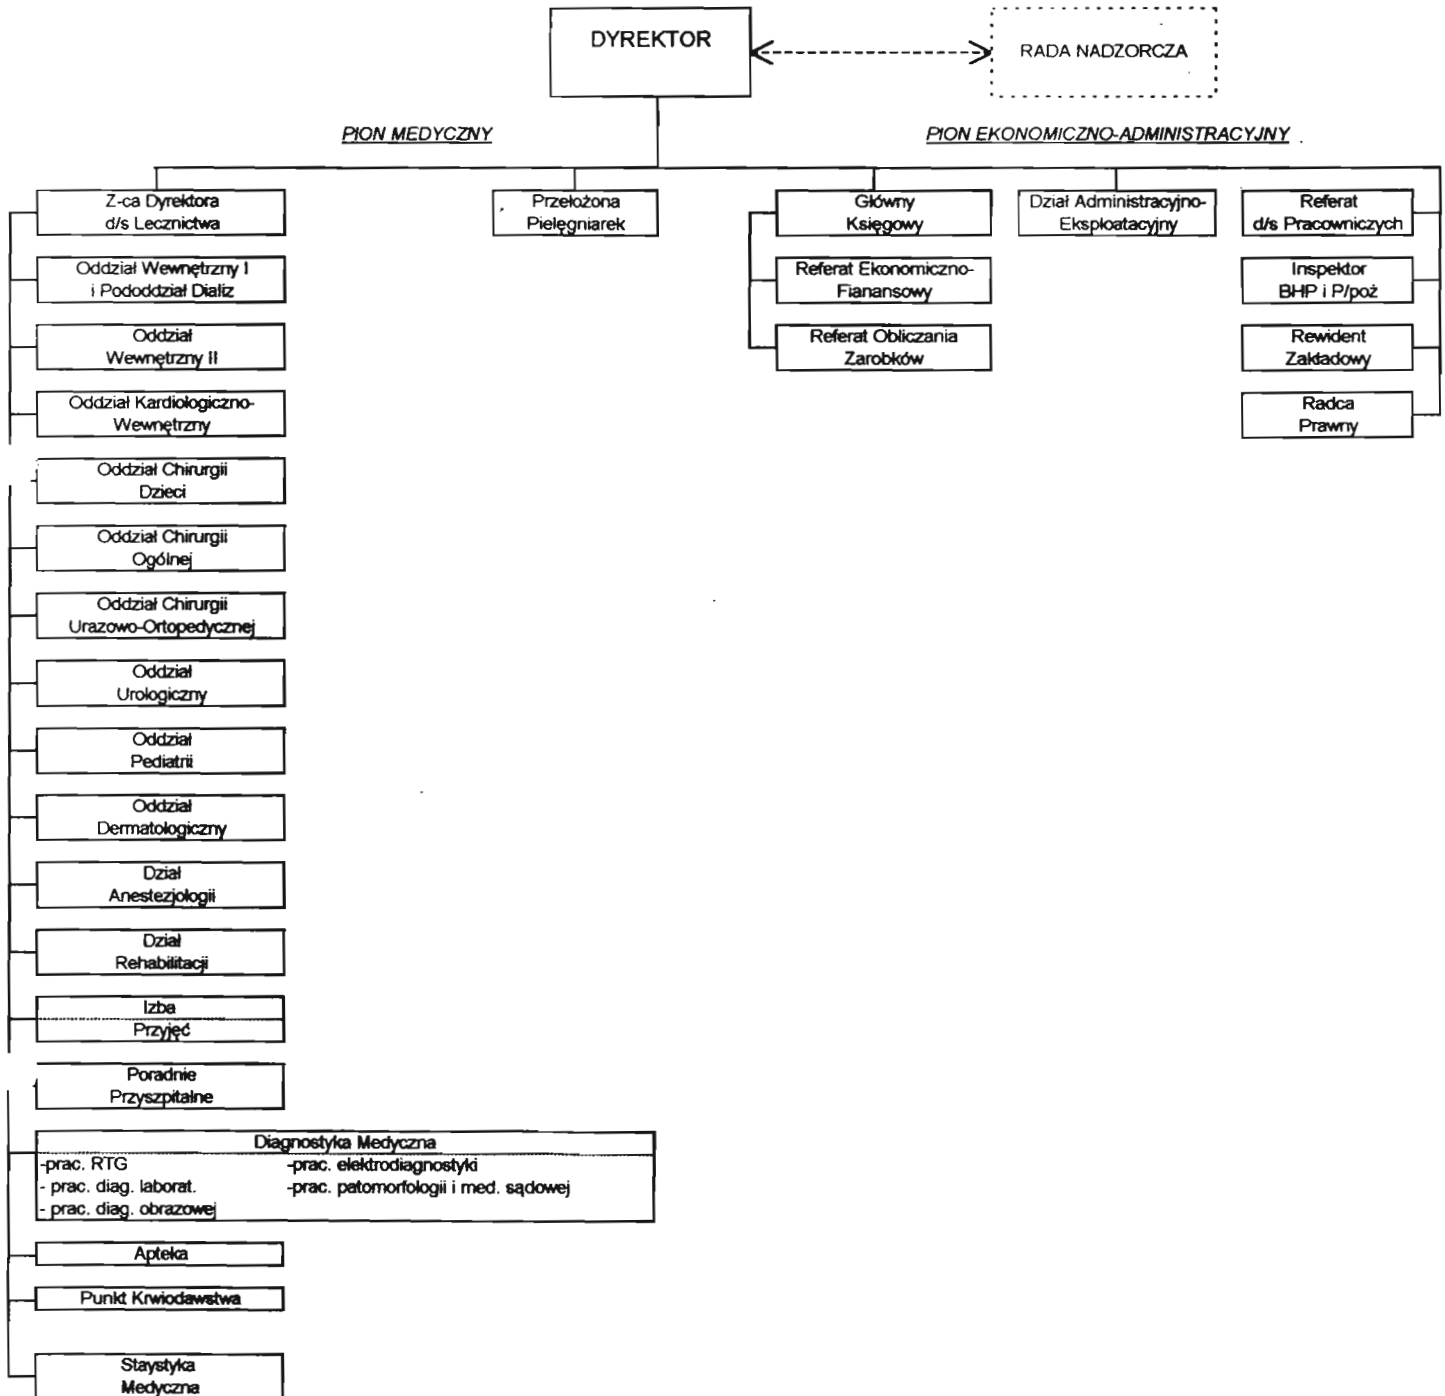 DYREKTOR
RADA NADZORCZA
PION MEDYCZNY
PION EKONOMICZNO-ADMINISTRACYJNY
Z-ca Dyrektora
d/s Lecznictwa
Przełożona
Pielęgniarek
Główny
Księgowy
Dział Administracyjno-
Eksploatacyjny
Referat
d/s Pracowniczych
Oddział Wewnętrzny I
i Pododdział Dializ
Referat Ekonomiczno-
Fianansowy
Inspektor
BHP i P/poż
Oddział
Wewnętrzny II
Referat Obliczania
Zarobków
Rewident
Zakładowy
Oddział Kardiologiczno-
Wewnętrzny
Radca
Prawny
Oddział Chirurgii
Dzieci
Oddział Chirurgii
Ogólnej
Oddział Chirurgii
Urazowo-Ortopedycznej
Oddział
Urologiczny
Oddział
Pediatrii
Oddział
Dermatologiczny
Dział
Anestezjologii
Dział
Rehabilitacji
Izba
Przyjęć
Poradnie
Przyszpitalne
Diagnostyka Medyczna
-prac. RTG
- prac. diag. laborat.
- prac. diag. obrazowej
-prac. elektrodiagnostyki
-prac. patomorfologii i med. sądowej
Apteka
Punkt Krwiodawstwa
Staystyka
Medyczna